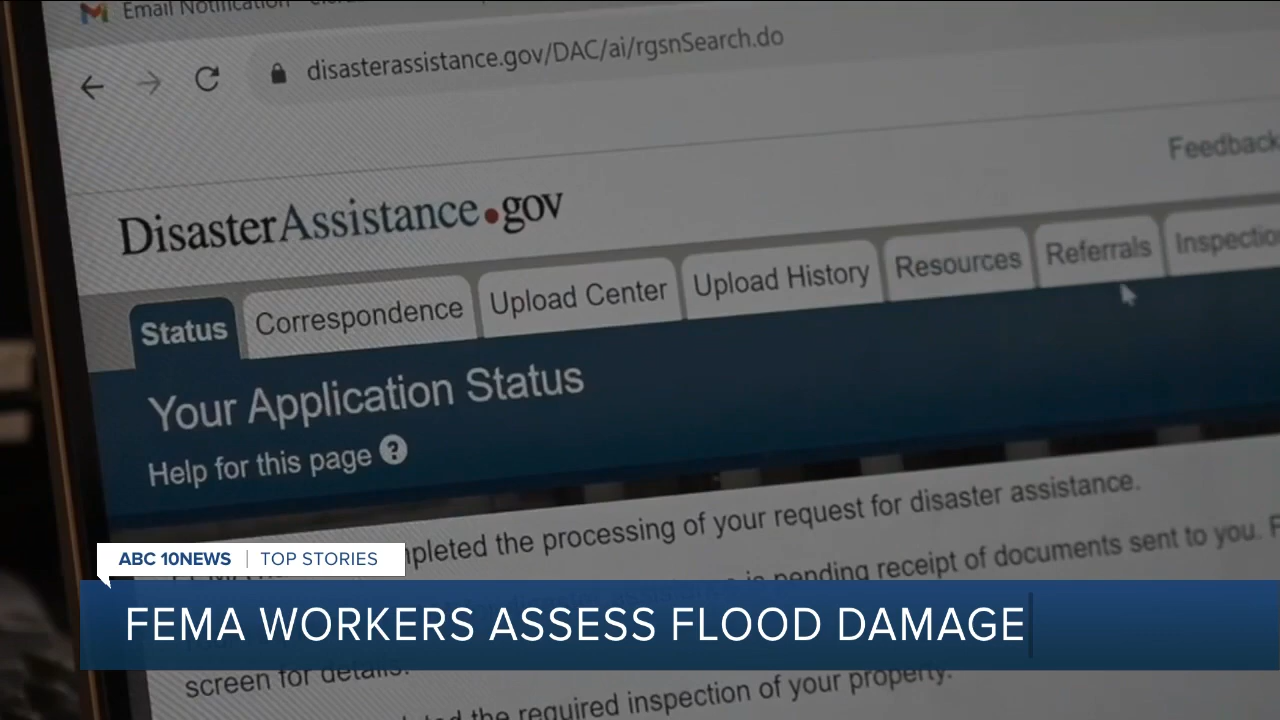 Email Notification
disasterassistance.gov/DAC/ai/rgsnSearch.do
Feedback
DisasterAssistance.gov
Status Correspondence Upload Center Upload History Resources Referrals Inspectio
Your Application Status
Help for this page ?
mpleted the processing of your request for disaster assistance.
is pending receipt of documents sent to you.
ABC 10NEWS | TOP STORIES
FEMA WORKERS ASSESS FLOOD DAMAGE
screen for details.
the required inspection of your property.